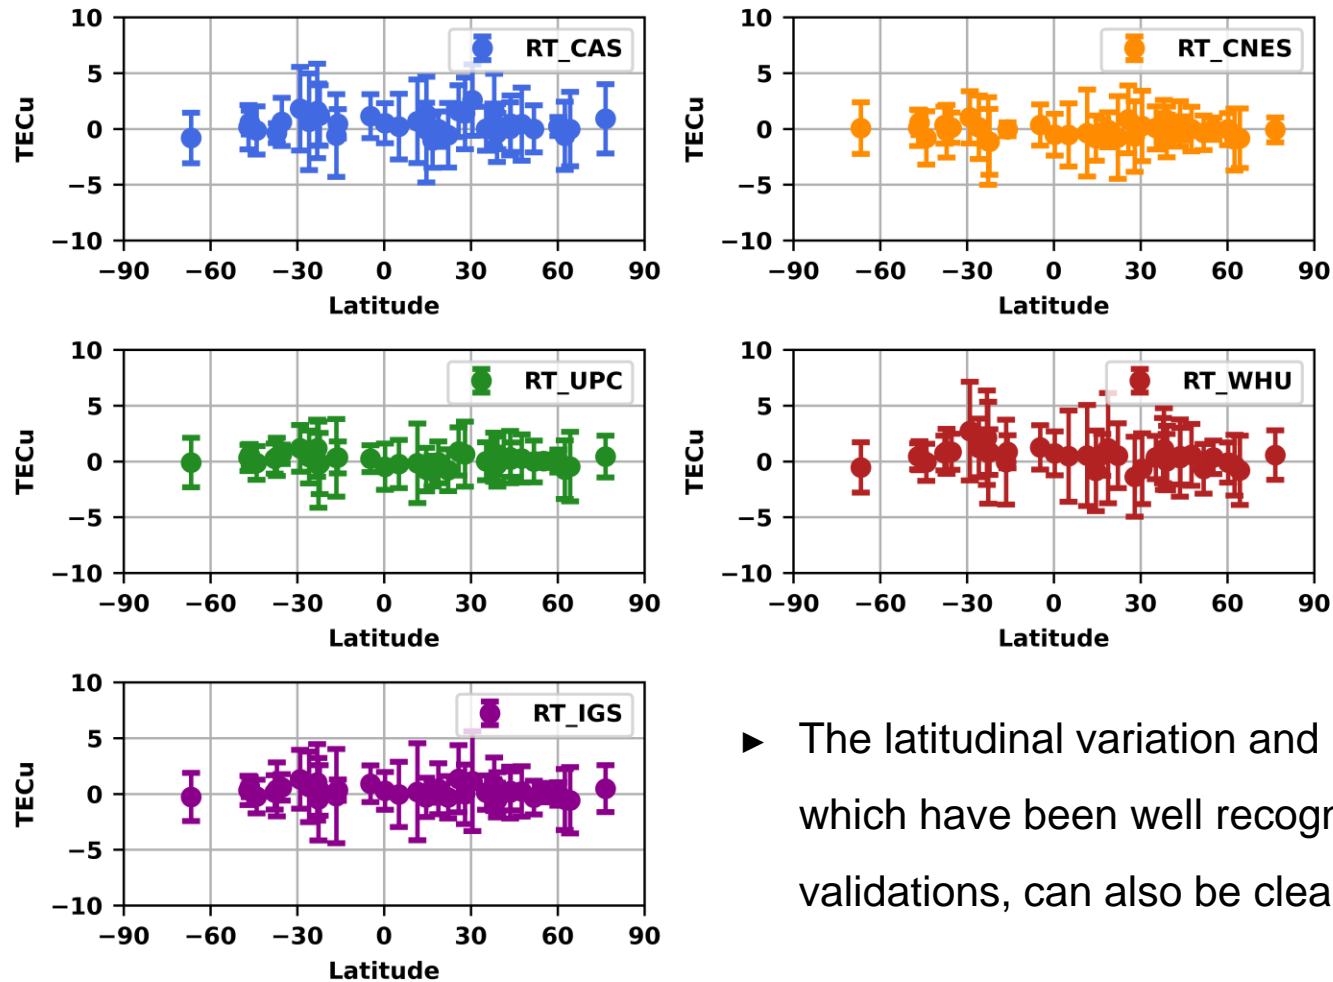 10
5
0
−5
−10
TECu
RT_CAS
−90 −60 −30 0 30 60 90
Latitude
10
5
0
−5
−10
TECu
RT_CNES
−90 −60 −30 0 30 60 90
Latitude
10
5
0
−5
−10
TECu
RT_UPC
−90 −60 −30 0 30 60 90
Latitude
10
5
0
−5
−10
TECu
RT_WHU
−90 −60 −30 0 30 60 90
Latitude
10
5
0
−5
−10
TECu
RT_IGS
−90 −60 −30 0 30 60 90
Latitude
► The latitudinal variation and
which have been well
validations, can also be